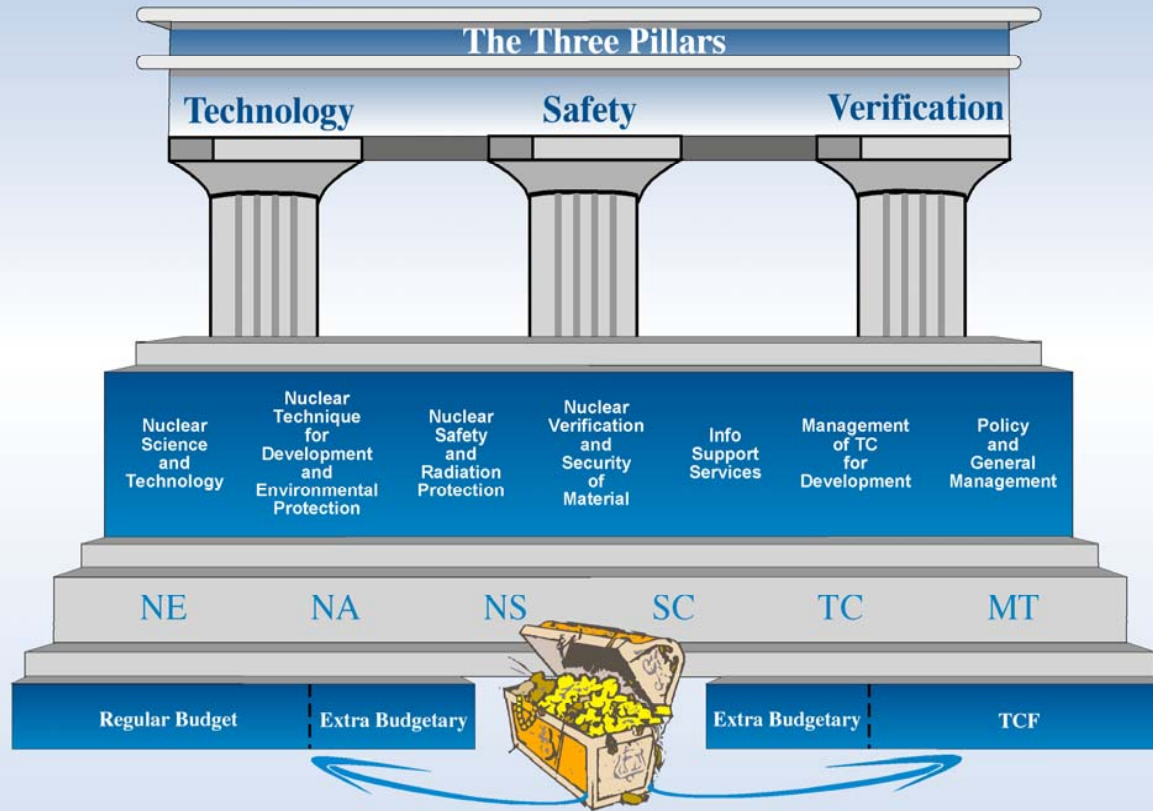 The Three Pillars
Technology Safety Verification
Nuclear
Science
and
Technology
Nuclear
Technique
for
Development
and
Environmental
Protection
Nuclear
Safety
and
Radiation
Protection
Nuclear
Verification
and
Security
of
Material
Info
Support
Services
Management
of TC
for
Development
Policy
and
General
Management
NE NA NS SC TC MT
Regular Budget Extra Budgetary Extra Budgetary TCF